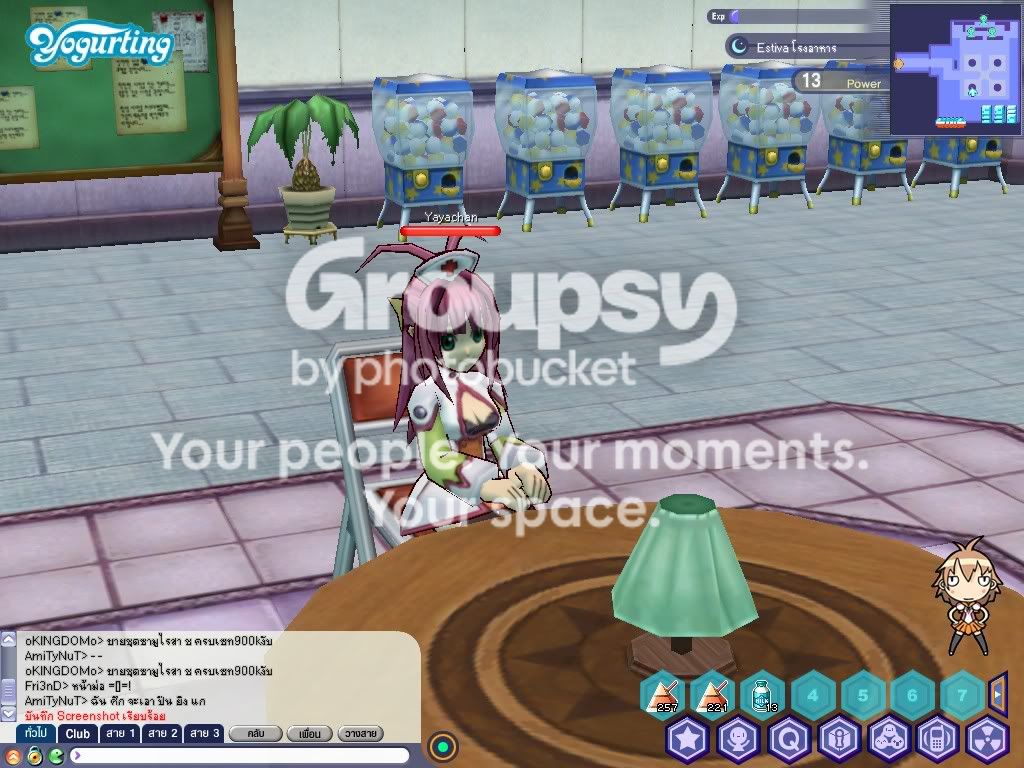 Yogurting
Exp
Estiva โรงอาหาร
13 Power
Yayachan
Groupsy
by photobucket
Your people, your moments.
Your space.
oKINGDOMo> ขายชุดซามูไรสา ช ครบเซท900kงับ
AmiTyNuT> --
oKINGDOMo> ขายชุดซามูไรสา ช ครบเซท900kงับ
Fri3nD> หน้าม่อ =[]=!
AmiTyNuT> ฉัน คึก จะเอา ปืน ยิง แก
บันทึก Screenshot เรียบร้อย
ทั่วไป Club สาย 1 สาย 2 สาย 3 กลับ เพื่อน วางสาย
257 221 13 4 5 6 7
MILK
Q